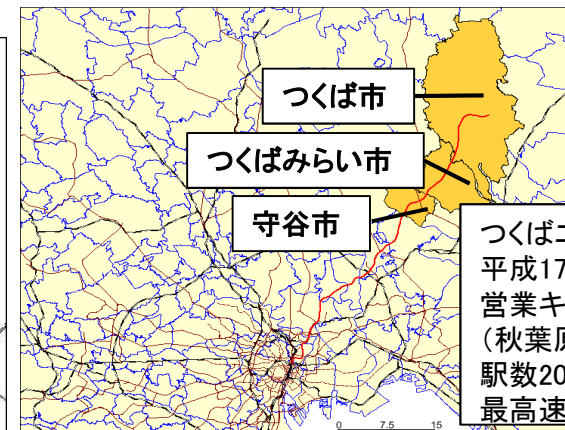 つくば市
つくばみらい市
守谷市
つくばエ
平成17
営業キ
(秋葉原
駅数20
最高速
0 7.5 15